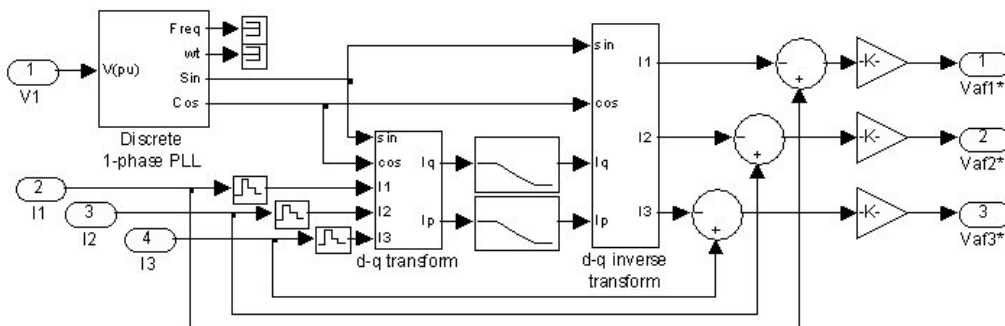 1
V1
V(pu)
Freq
wt
Sin
Cos
Discrete
1-phase PLL
2
I1
3
I2
4
I3
sin
cos
I1
I2
I3
Iq
Ip
d-q transform
sin
cos
Iq
Ip
I1
I2
I3
d-q inverse
transform
-K-
1
Vaf1*
-K-
2
Vaf2*
-K-
3
Vaf3*